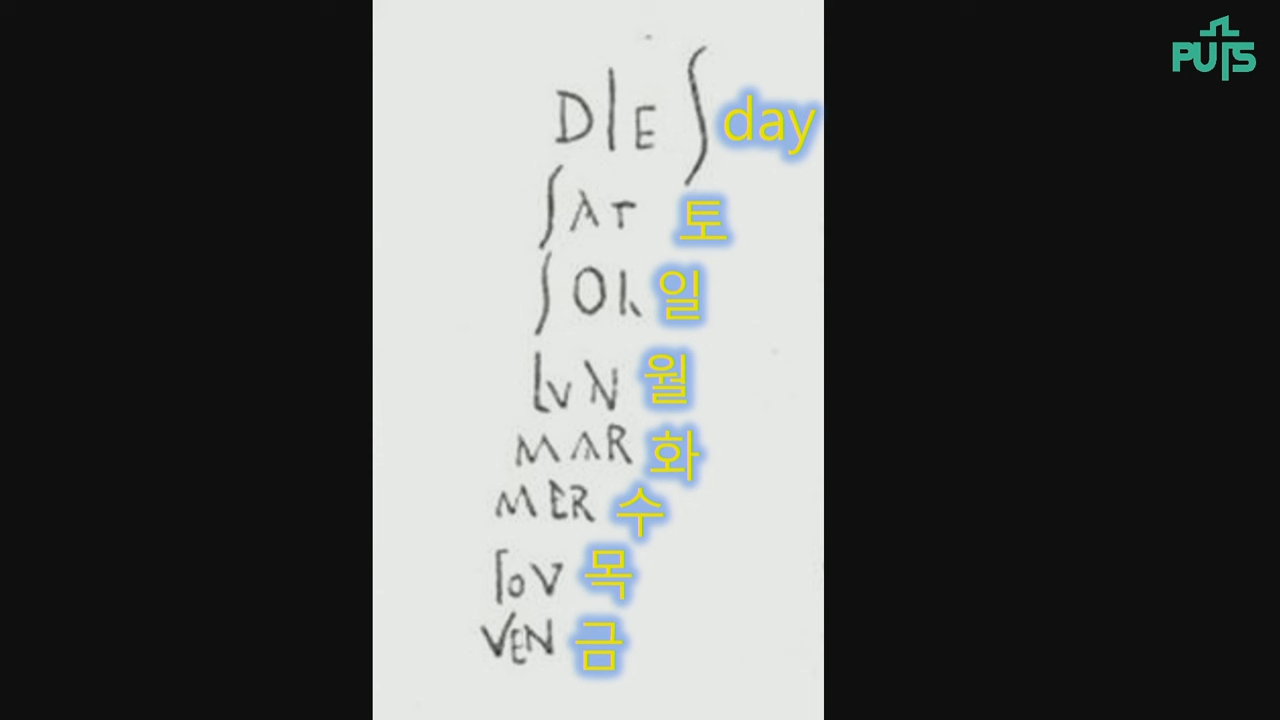 PUTS
DIES day
SAT 토
SOL 일
LVN 월
MAR 화
MER 수
IOV 목
VEN 금